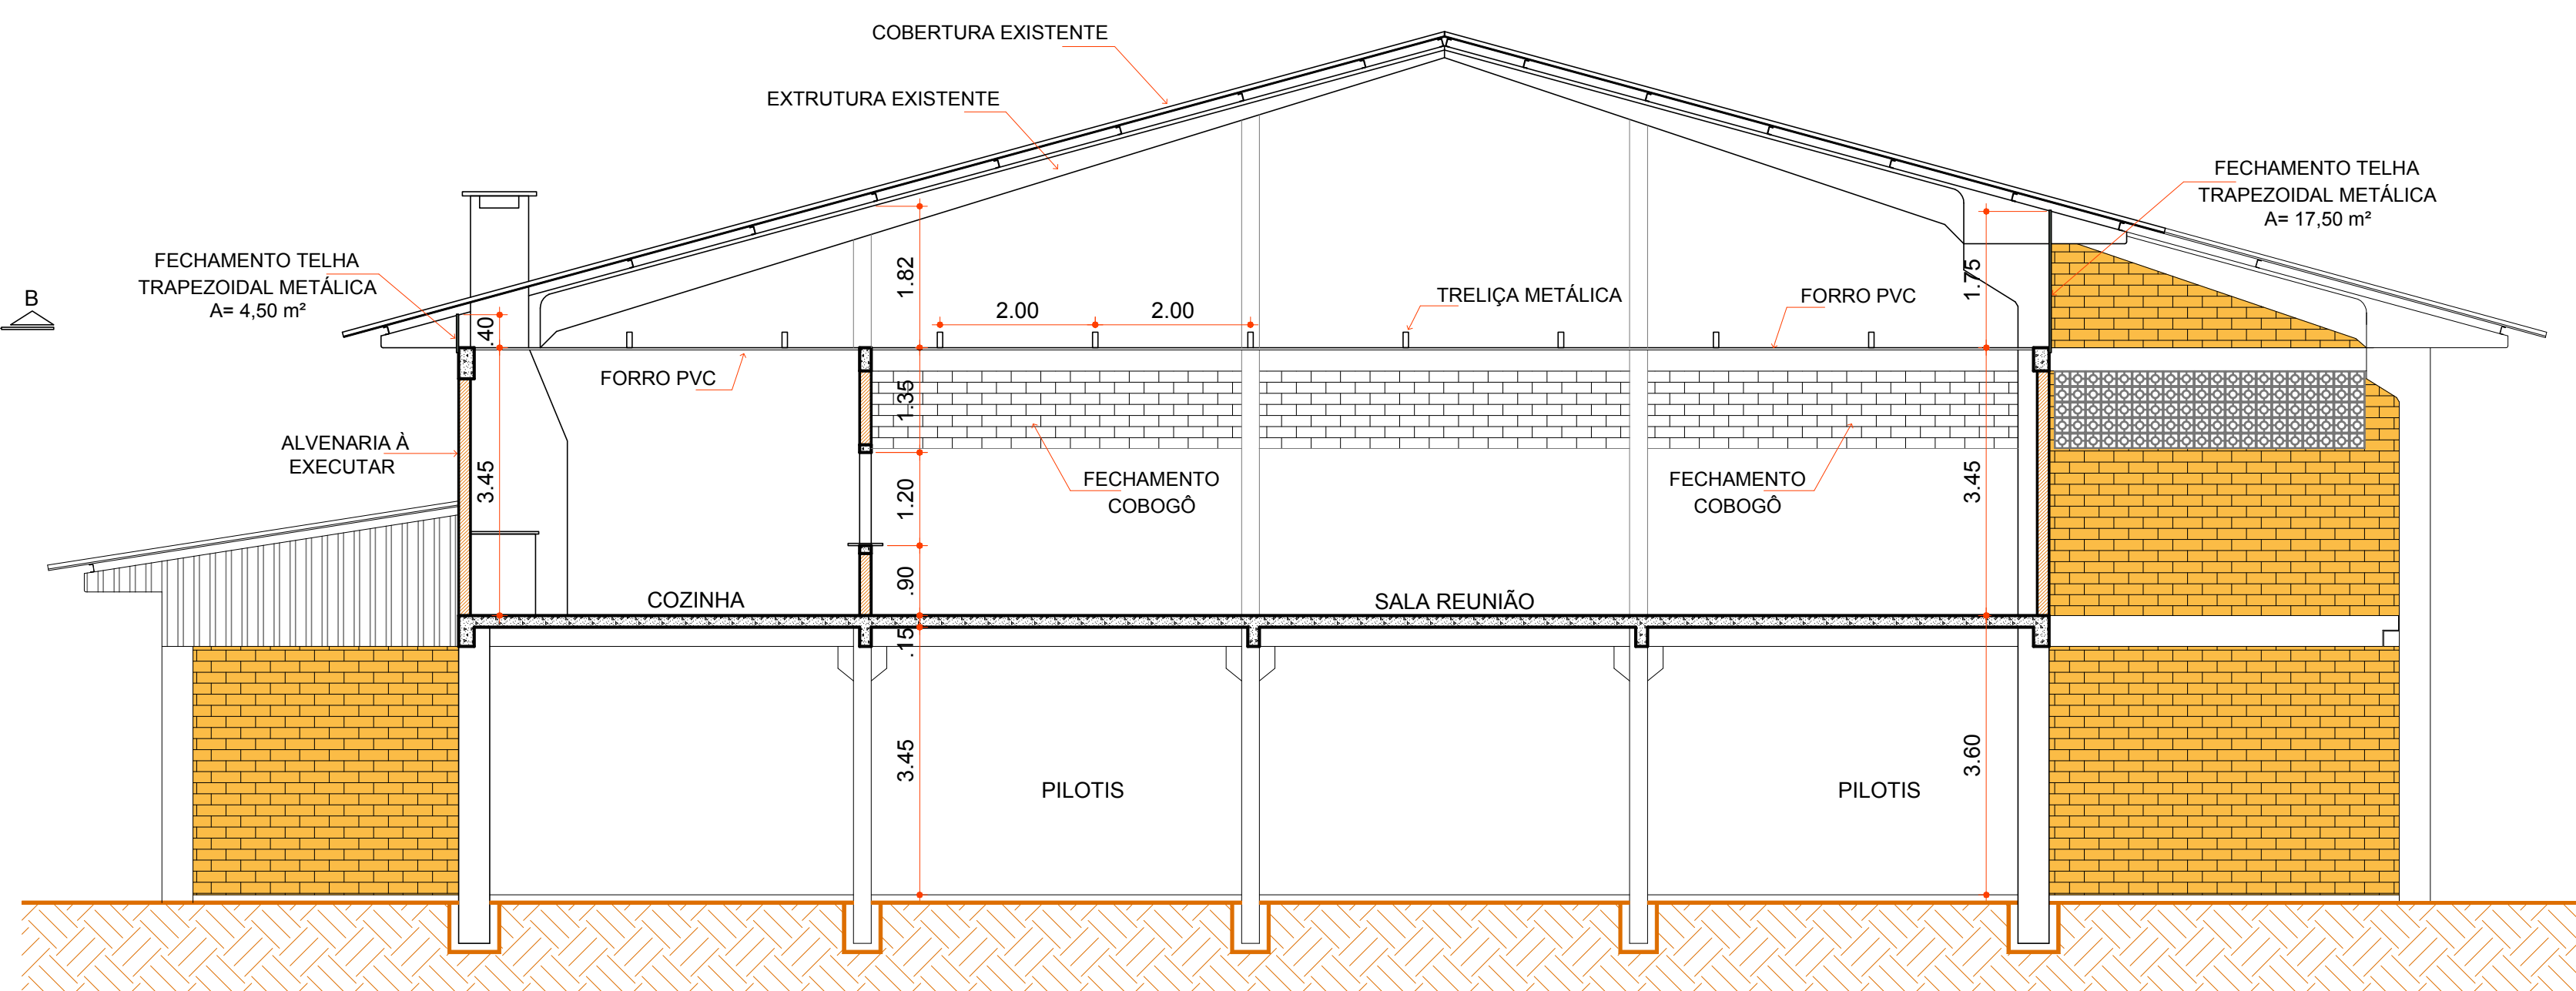 COBERTURA EXISTENTE
EXTRUTURA EXISTENTE
FECHAMENTO TELHA
TRAPEZOIDAL METÁLICA
A= 17,50 m²
FECHAMENTO TELHA
TRAPEZOIDAL METÁLICA
A= 4,50 m²
B
.40
1.82
2.00
2.00
TRELIÇA METÁLICA
FORRO PVC
1.75
FORRO PVC
1.35
ALVENARIA À
EXECUTAR
3.45
1.20
FECHAMENTO
COBOGÔ
FECHAMENTO
COBOGÔ
3.45
.90
COZINHA
SALA REUNIÃO
.15
3.45
PILOTIS
PILOTIS
3.60